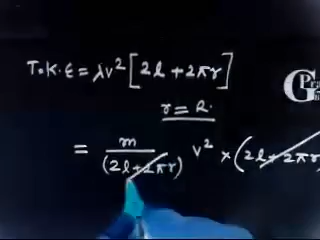 T.K.E = λv² [2l + 2πr]
r = R.
= m/(2l+2πr) v² × (2l + 2πr
G